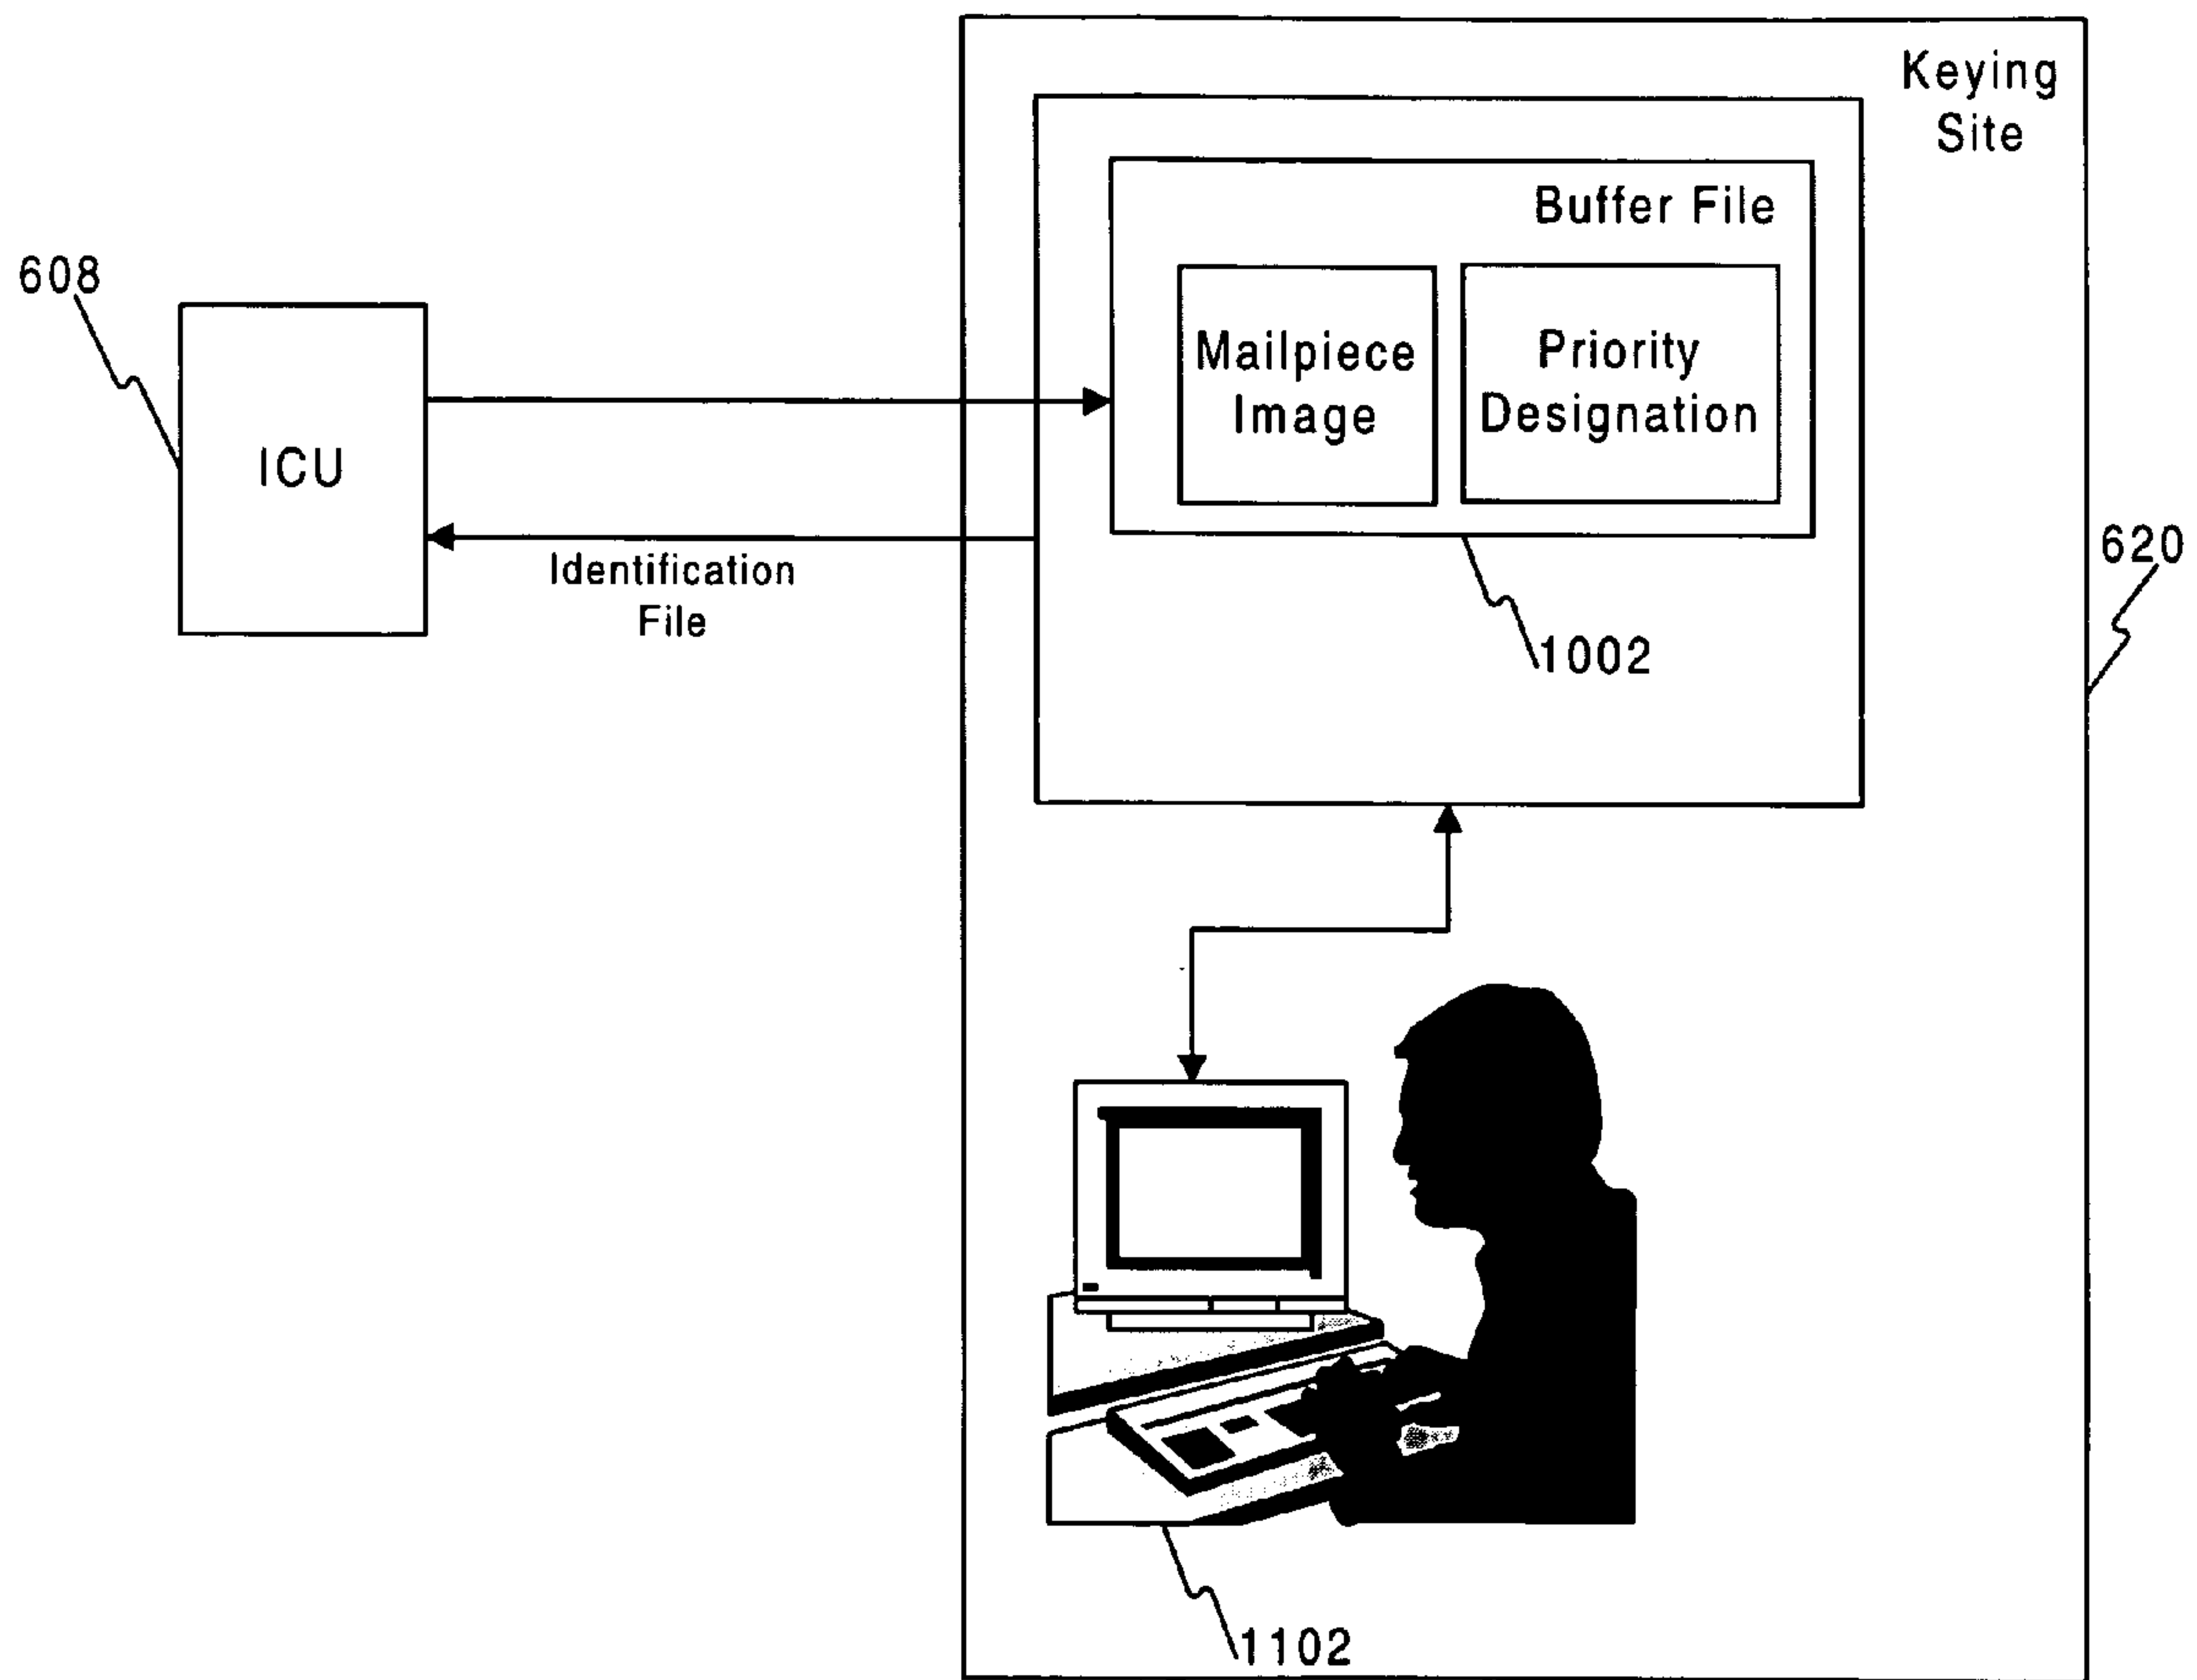 Keying
Site
Buffer File
608
Mailpiece
Image
Priority
Designation
ICU
620
Identification
File
1002
1102